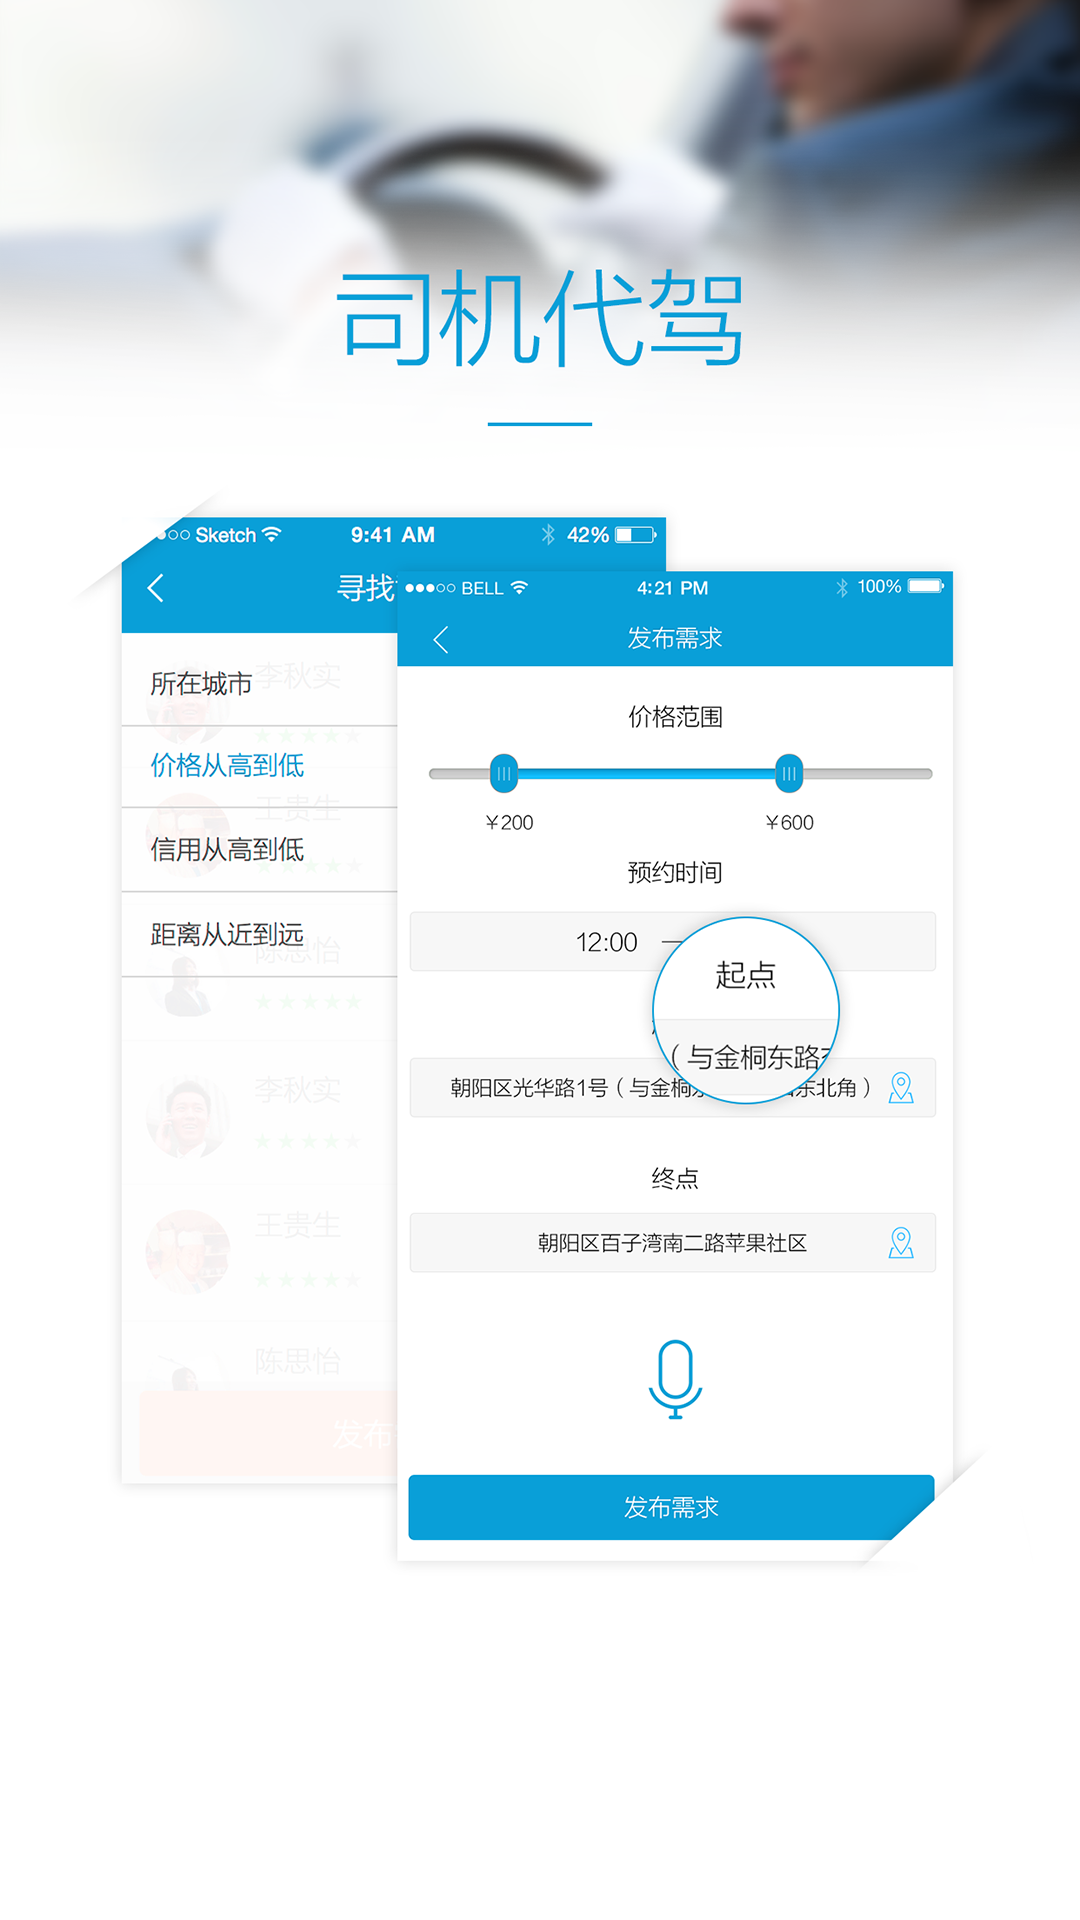 司机代驾
Sketch 9:41 AM 42%
寻找
所在城市
李秋实
价格从高到低
王贵生
信用从高到低
距离从近到远
陈思怡
李秋实
王贵生
陈思怡
发布
BELL 4:21 PM 100%
发布需求
价格范围
¥200 ¥600
预约时间
12:00 —
起点
（与金桐东路
朝阳区光华路1号（与金桐 东北角）
终点
朝阳区百子湾南二路苹果社区
发布需求